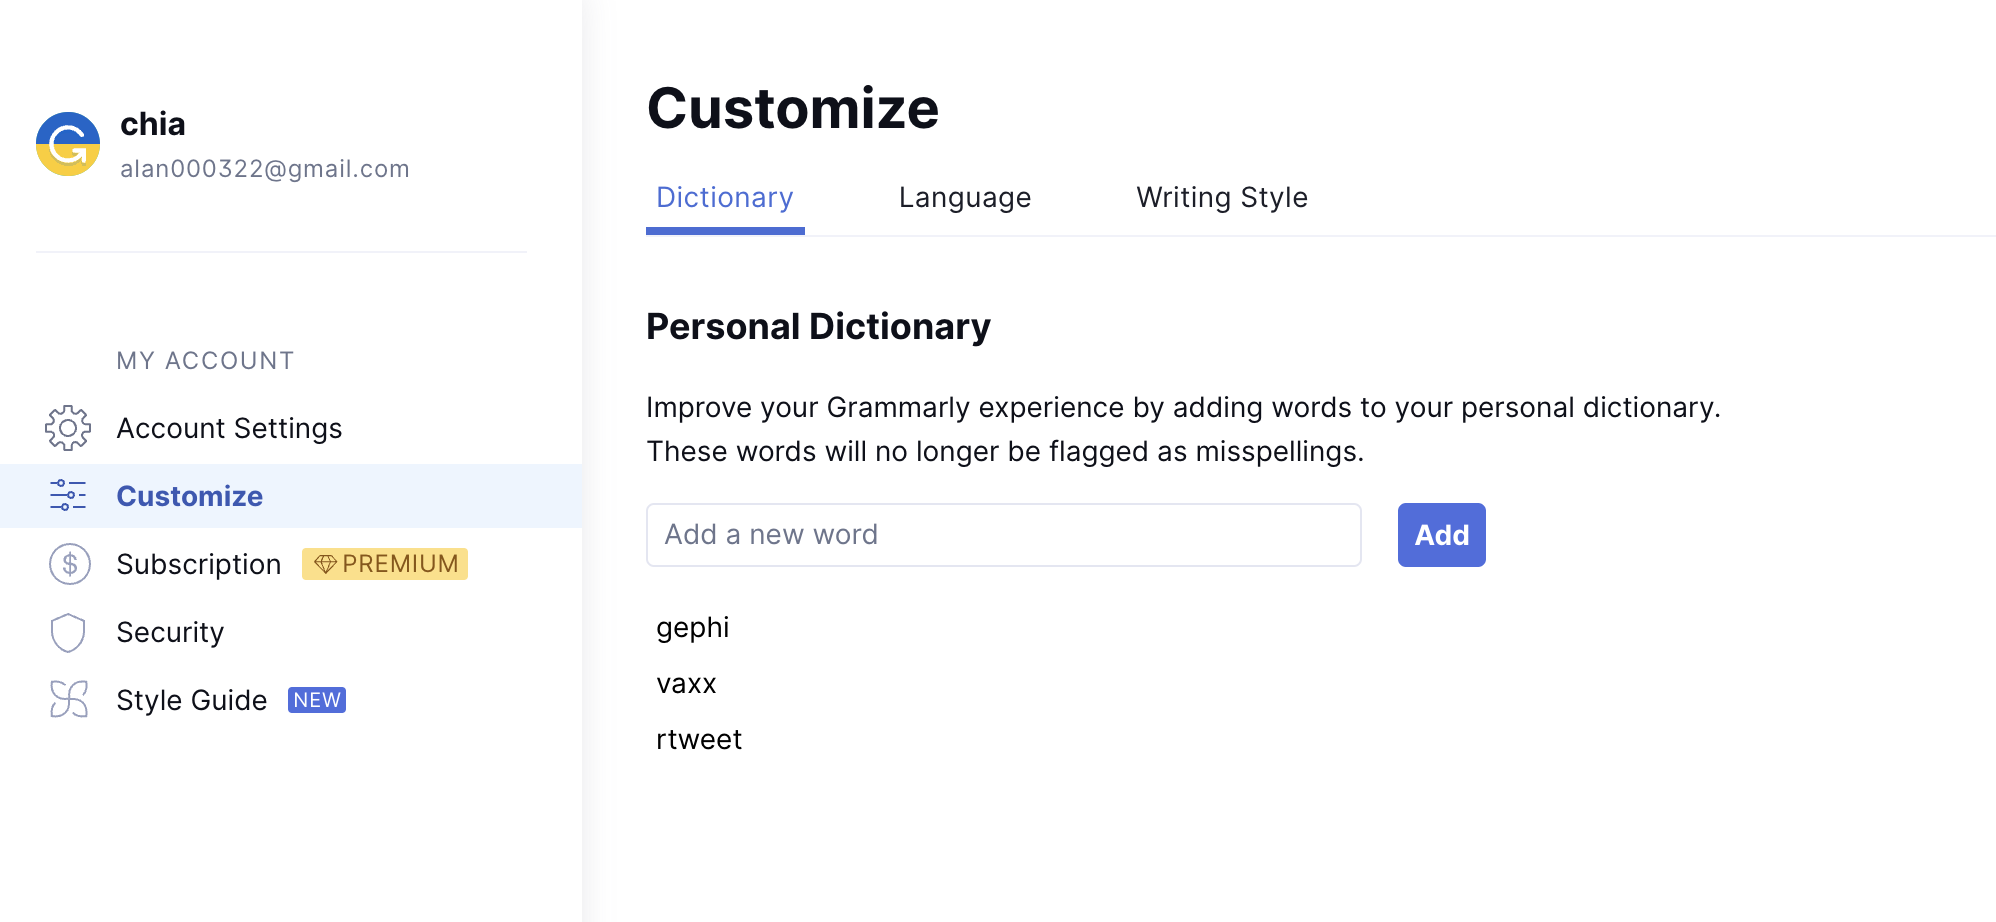 chia
alan000322@gmail.com
MY ACCOUNT
Account Settings
Customize
Subscription PREMIUM
Security
Style Guide NEW
Customize
Dictionary Language Writing Style
Personal Dictionary
Improve your Grammarly experience by adding words to your personal dictionary.
These words will no longer be flagged as misspellings.
Add a new word Add
gephi
vaxx
rtweet